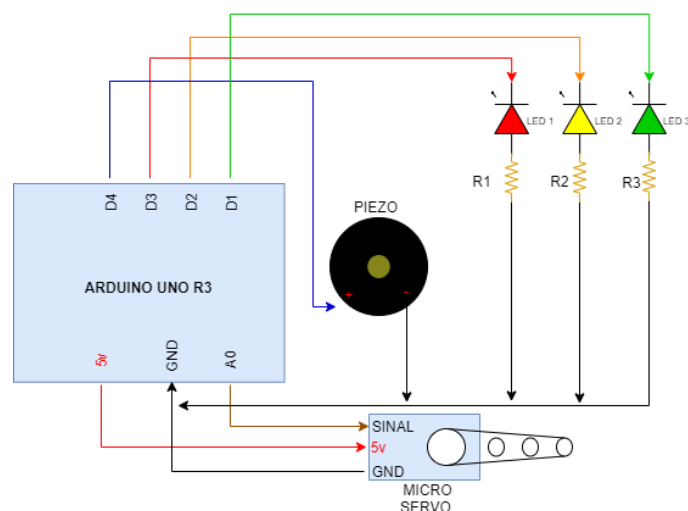 LED 1
LED 2
LED 3
D4
D3
D2
D1
R1
R2
R3
PIEZO
ARDUINO UNO R3
+
-
5v
GND
A0
SINAL
5v
GND
MICRO
SERVO